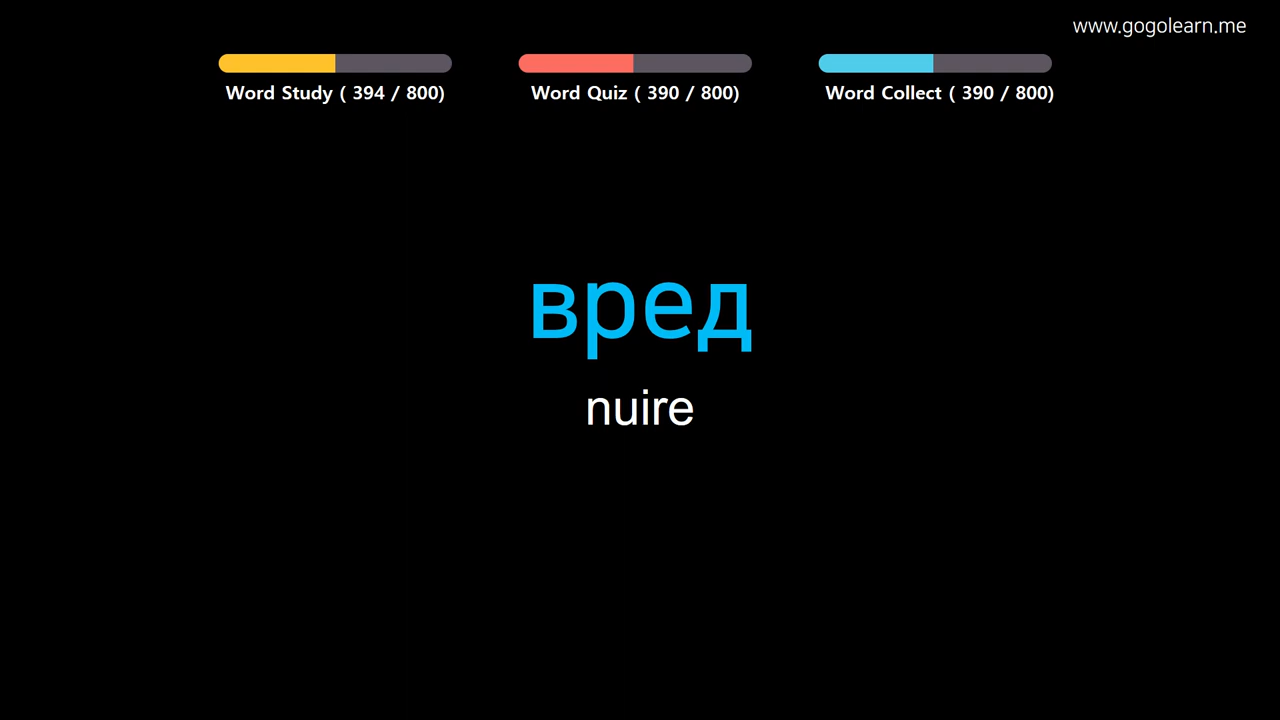 www.gogolearn.me
Word Study ( 394 / 800)
Word Quiz ( 390 / 800)
Word Collect ( 390 / 800)
вред
nuire